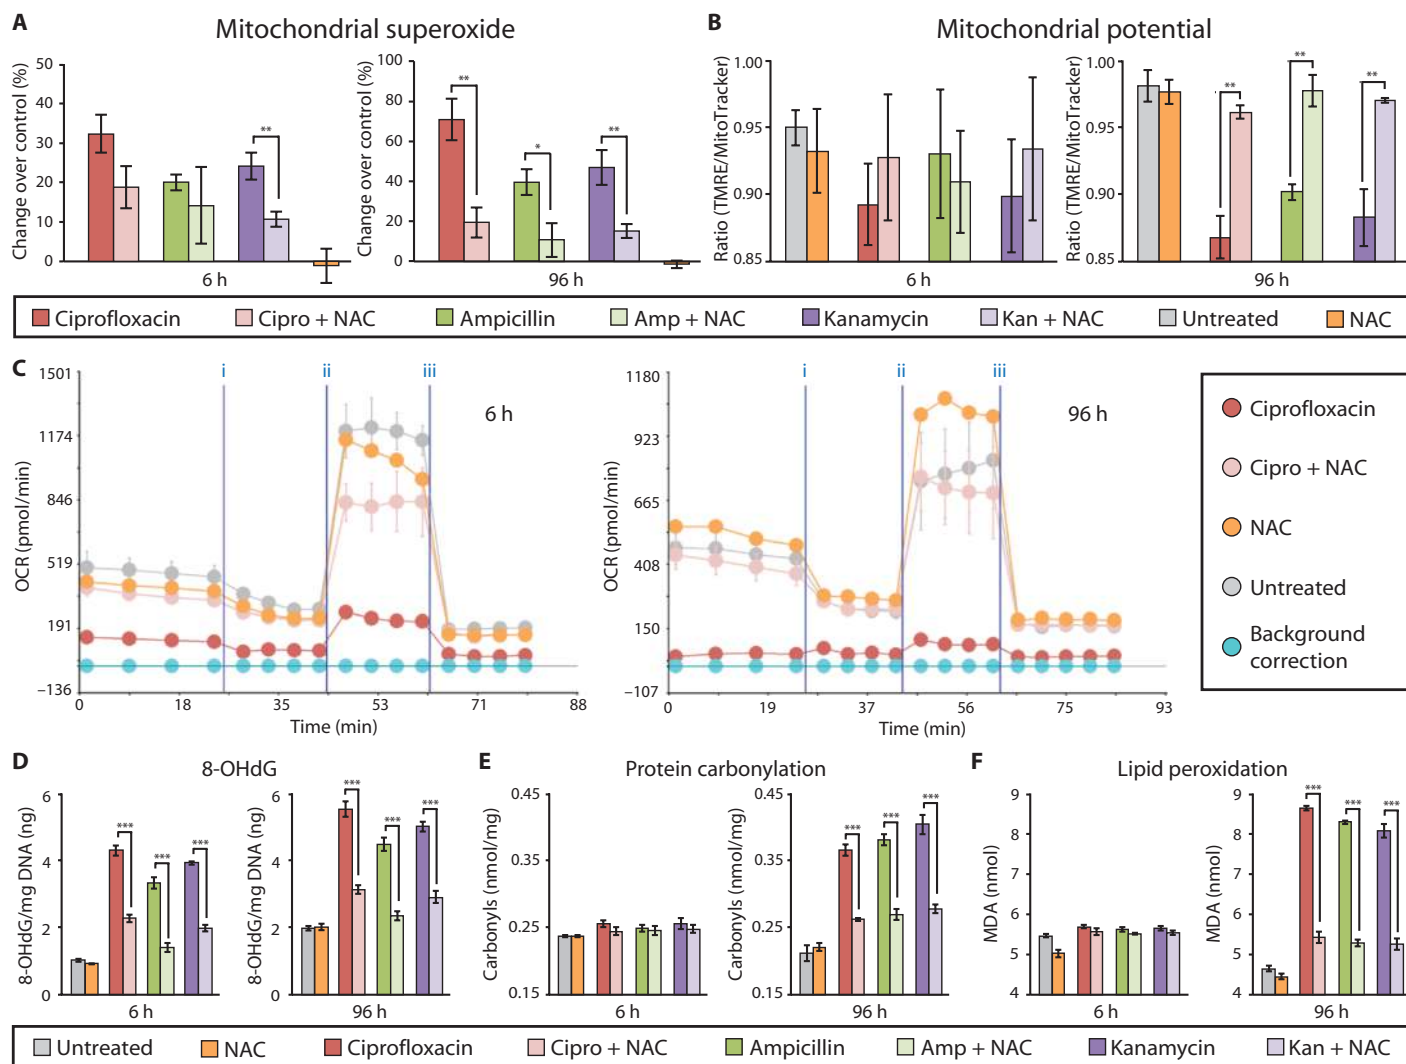 A Mitochondrial superoxide
Change over control (%)
50
40
30
20
10
0
**
6 h
Change over control (%)
100
80
60
40
20
0
**
*
**
96 h
B Mitochondrial potential
Ratio (TMRE/MitoTracker)
1.00
0.95
0.90
0.85
6 h
Ratio (TMRE/MitoTracker)
1.00
0.95
0.90
0.85
**
**
**
96 h
Ciprofloxacin Cipro + NAC Ampicillin Amp + NAC Kanamycin Kan + NAC Untreated NAC
C
OCR (pmol/min)
1501
1174
846
519
191
−136
i ii iii
6 h
0 18 35 53 71 88
Time (min)
OCR (pmol/min)
1180
923
665
408
150
−107
i ii iii
96 h
0 19 37 56 75 93
Time (min)
Ciprofloxacin
Cipro + NAC
NAC
Untreated
Background
correction
D 8-OHdG
8-OHdG/mg DNA (ng)
6
4
2
0
*** *** ***
6 h
8-OHdG/mg DNA (ng)
6
4
2
0
*** *** ***
96 h
E Protein carbonylation
Carbonyls (nmol/mg)
0.45
0.35
0.25
0.15
6 h
Carbonyls (nmol/mg)
0.45
0.35
0.25
0.15
*** *** ***
96 h
F Lipid peroxidation
MDA (nmol)
9
8
7
6
5
4
6 h
MDA (nmol)
9
8
7
6
5
4
*** *** ***
96 h
Untreated NAC Ciprofloxacin Cipro + NAC Ampicillin Amp + NAC Kanamycin Kan + NAC